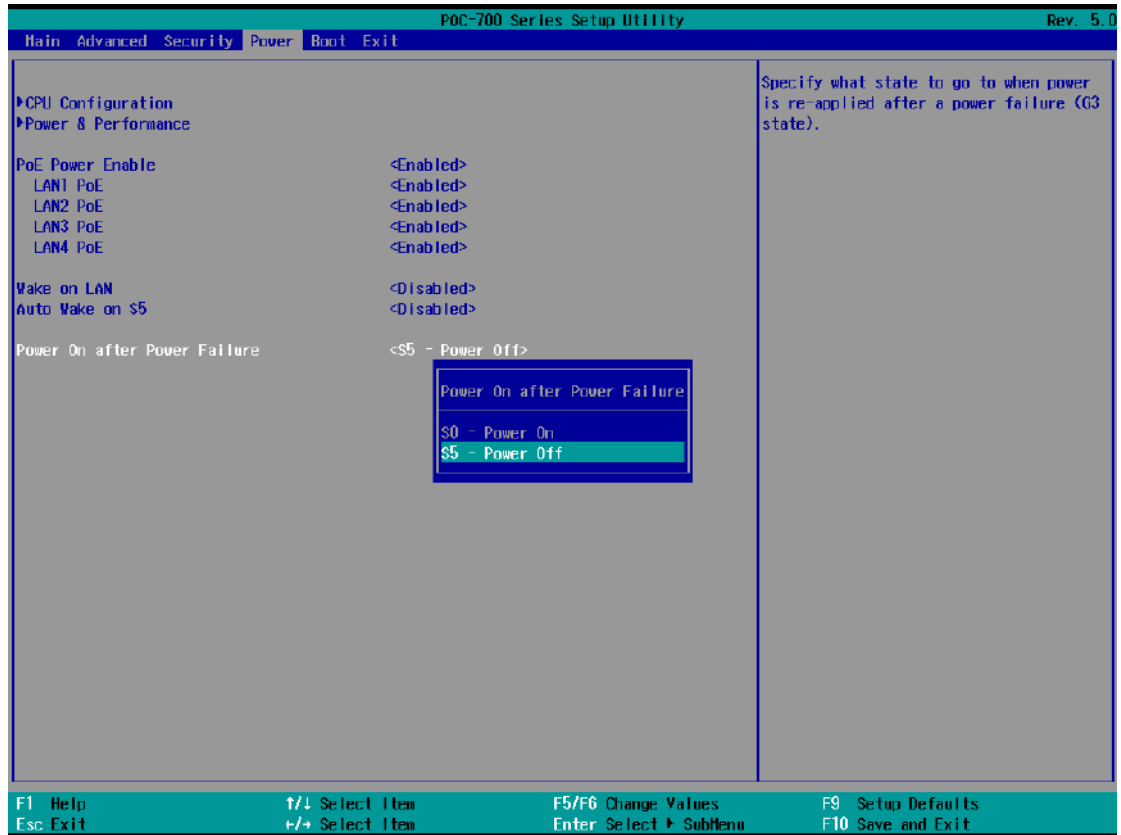 POC-700 Series Setup Utility Rev. 5.0
Main Advanced Security Power Boot Exit
Specify what state to go to when power
is re-applied after a power failure (G3
state).
▶CPU Configuration
▶Power & Performance
PoE Power Enable <Enabled>
LAN1 PoE <Enabled>
LAN2 PoE <Enabled>
LAN3 PoE <Enabled>
LAN4 PoE <Enabled>
Wake on LAN <Disabled>
Auto Wake on S5 <Disabled>
Power On after Power Failure <S5 - Power Off>
Power On after Power Failure
S0 - Power On
S5 - Power Off
F1 Help ↑/↓ Select Item F5/F6 Change Values F9 Setup Defaults
Esc Exit ←/→ Select Item Enter Select ▶ SubMenu F10 Save and Exit